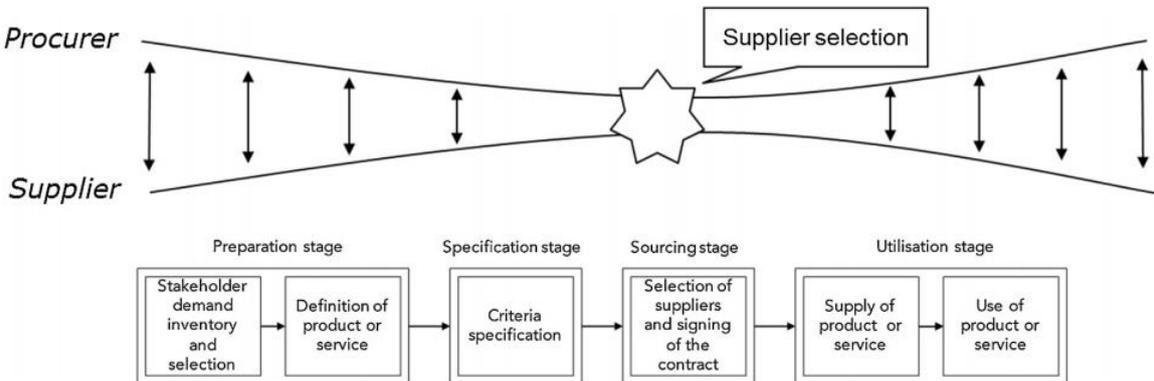 Procurer
Supplier selection
Supplier
Preparation stage
Specification stage
Sourcing stage
Utilisation stage
Stakeholder
demand
inventory
and
selection
Definition of
product or
service
Criteria
specification
Selection of
suppliers
and signing
of the
contract
Supply of
product or
service
Use of
product or
service